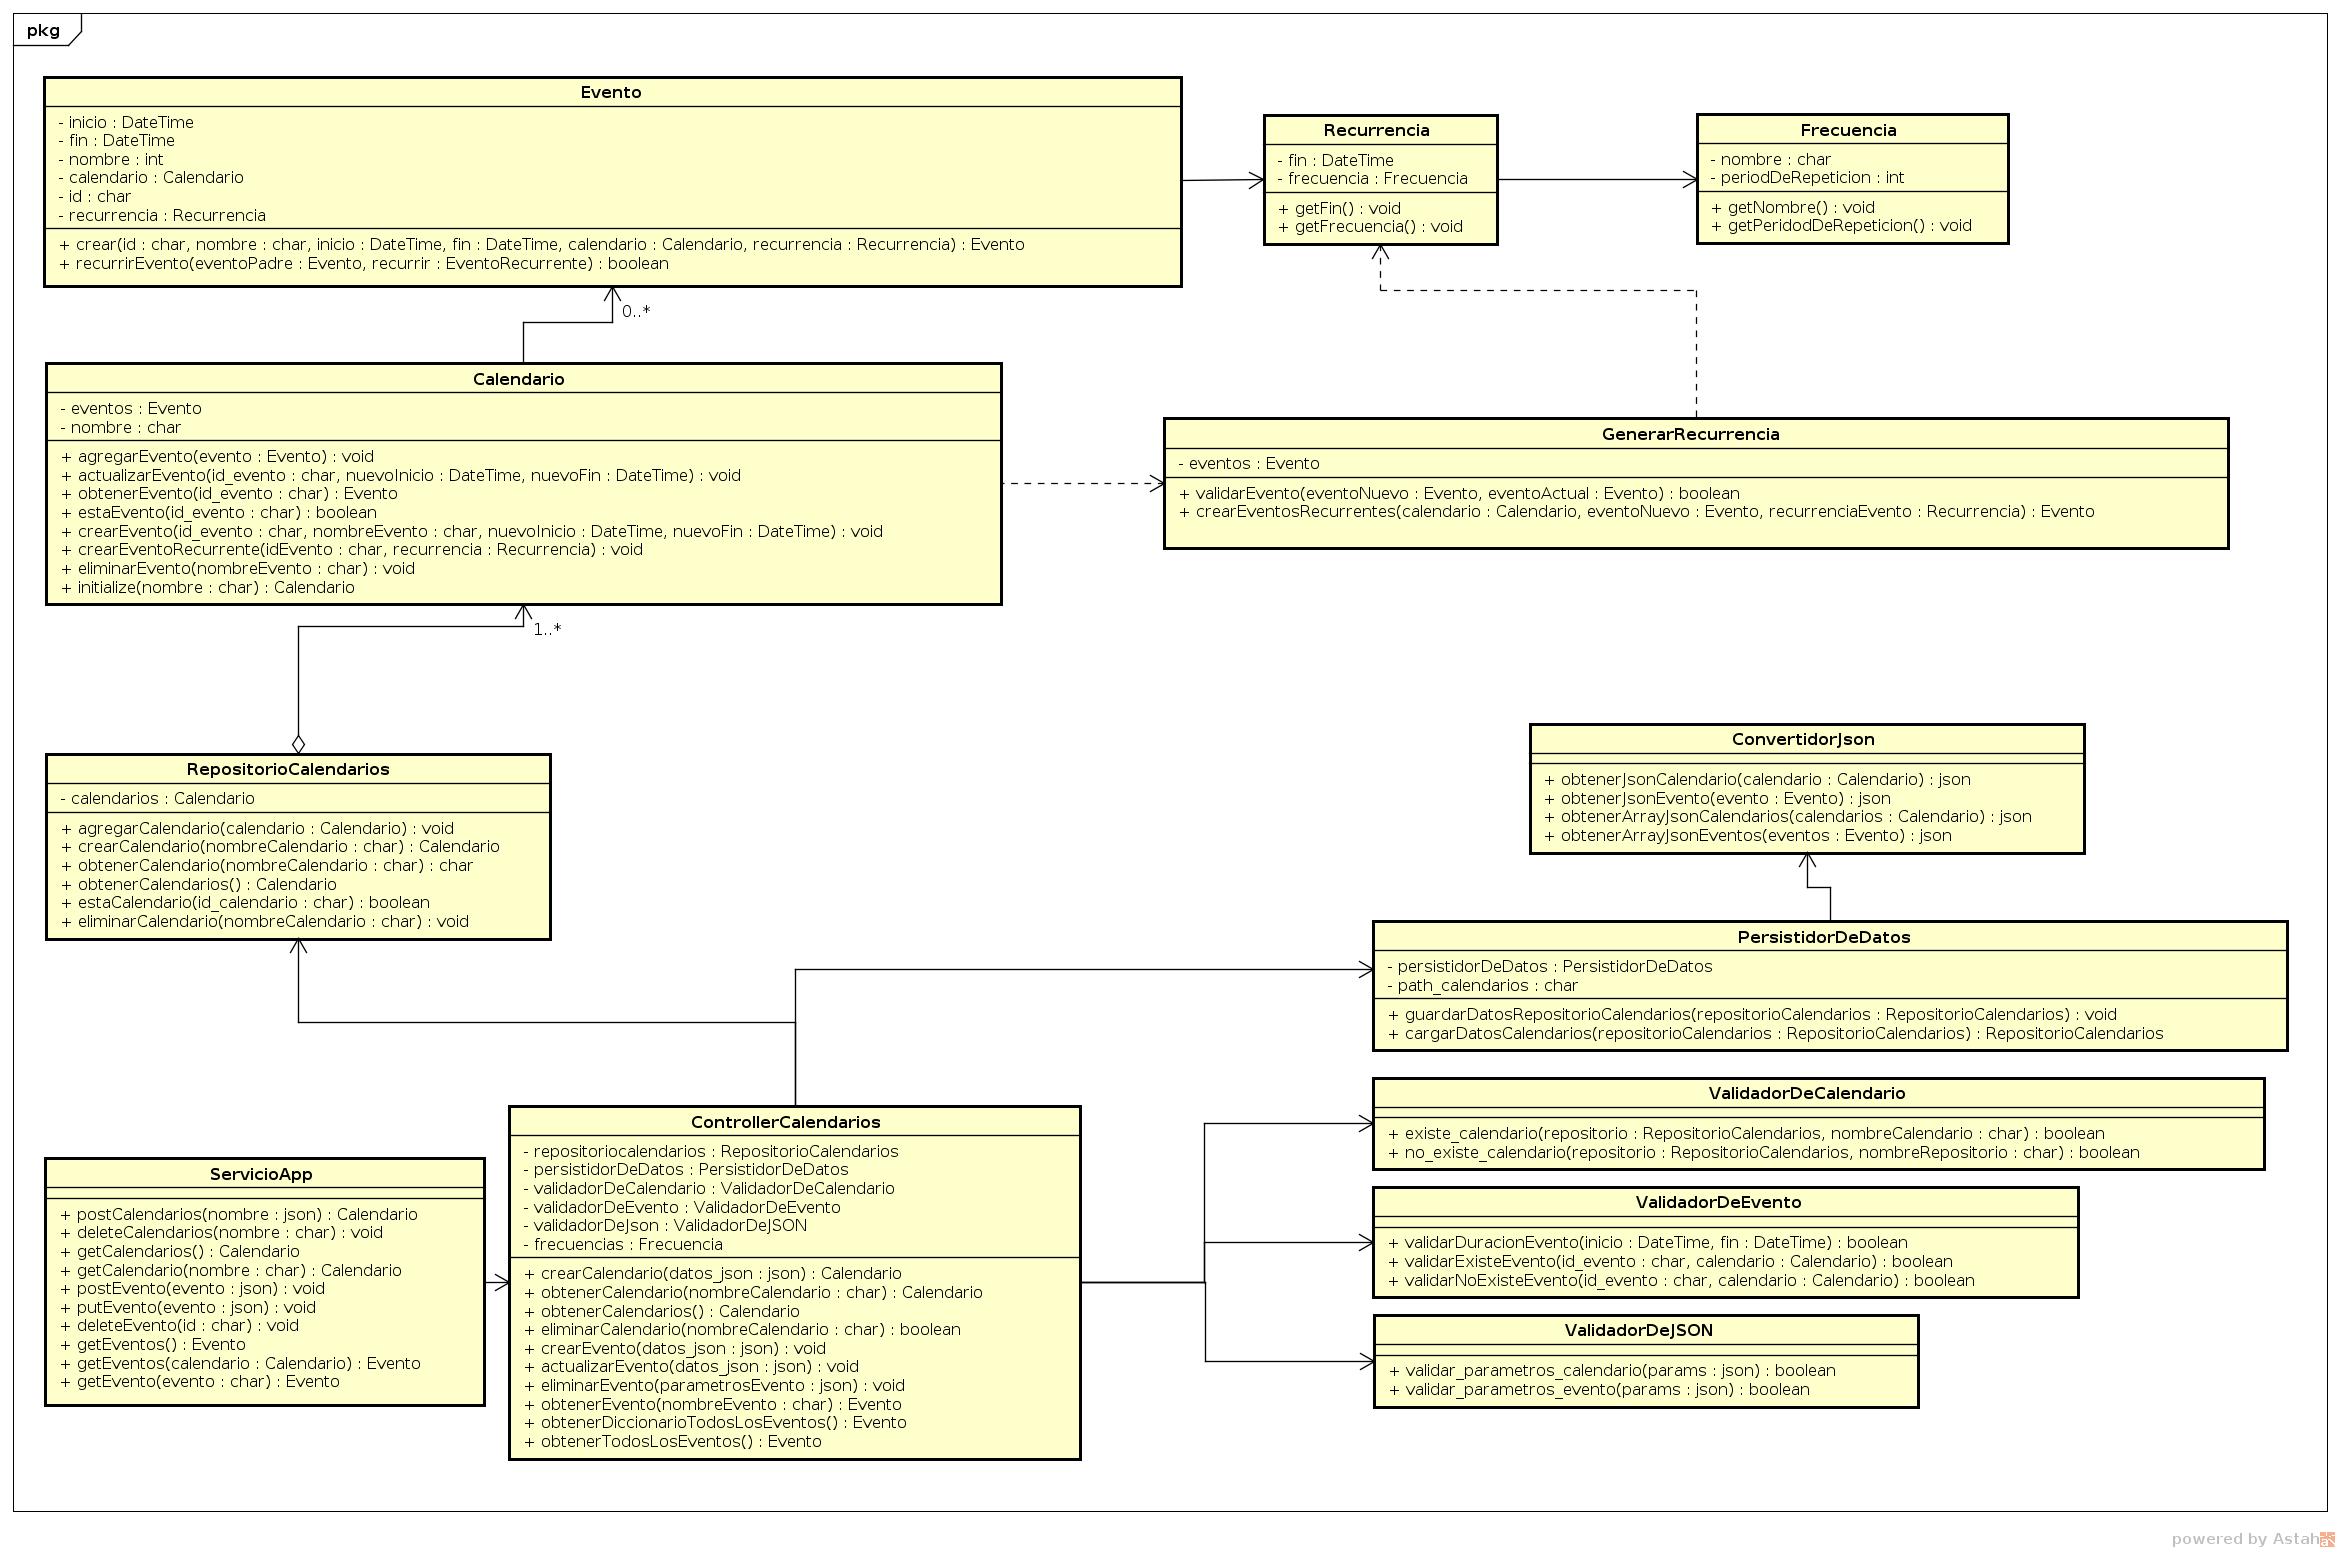 pkg
Evento
- inicio : DateTime
- fin : DateTime
- nombre : int
- calendario : Calendario
- id : char
- recurrencia : Recurrencia
+ crear(id : char, nombre : char, inicio : DateTime, fin : DateTime, calendario : Calendario, recurrencia : Recurrencia) : Evento
+ recurrirEvento(eventoPadre : Evento, recurrir : EventoRecurrente) : boolean
Recurrencia
- fin : DateTime
- frecuencia : Frecuencia
+ getFin() : void
+ getFrecuencia() : void
Frecuencia
- nombre : char
- periodDeRepeticion : int
+ getNombre() : void
+ getPeridodDeRepeticion() : void
0..*
Calendario
- eventos : Evento
- nombre : char
+ agregarEvento(evento : Evento) : void
+ actualizarEvento(id_evento : char, nuevoInicio : DateTime, nuevoFin : DateTime) : void
+ obtenerEvento(id_evento : char) : Evento
+ estaEvento(id_evento : char) : boolean
+ crearEvento(id_evento : char, nombreEvento : char, nuevoInicio : DateTime, nuevoFin : DateTime) : void
+ crearEventoRecurrente(idEvento : char, recurrencia : Recurrencia) : void
+ eliminarEvento(nombreEvento : char) : void
+ initialize(nombre : char) : Calendario
GenerarRecurrencia
- eventos : Evento
+ validarEvento(eventoNuevo : Evento, eventoActual : Evento) : boolean
+ crearEventosRecurrentes(calendario : Calendario, eventoNuevo : Evento, recurrenciaEvento : Recurrencia) : Evento
1..*
RepositorioCalendarios
- calendarios : Calendario
+ agregarCalendario(calendario : Calendario) : void
+ crearCalendario(nombreCalendario : char) : Calendario
+ obtenerCalendario(nombreCalendario : char) : char
+ obtenerCalendarios() : Calendario
+ estaCalendario(id_calendario : char) : boolean
+ eliminarCalendario(nombreCalendario : char) : void
ConvertidorJson
+ obtenerJsonCalendario(calendario : Calendario) : json
+ obtenerJsonEvento(evento : Evento) : json
+ obtenerArrayJsonCalendarios(calendarios : Calendario) : json
+ obtenerArrayJsonEventos(eventos : Evento) : json
PersistidorDeDatos
- persistidorDeDatos : PersistidorDeDatos
- path_calendarios : char
+ guardarDatosRepositorioCalendarios(repositorioCalendarios : RepositorioCalendarios) : void
+ cargarDatosCalendarios(repositorioCalendarios : RepositorioCalendarios) : RepositorioCalendarios
ValidadorDeCalendario
+ existe_calendario(repositorio : RepositorioCalendarios, nombreCalendario : char) : boolean
+ no_existe_calendario(repositorio : RepositorioCalendarios, nombreRepositorio : char) : boolean
ControllerCalendarios
- repositoriocalendarios : RepositorioCalendarios
- persistidorDeDatos : PersistidorDeDatos
- validadorDeCalendario : ValidadorDeCalendario
- validadorDeEvento : ValidadorDeEvento
- validadorDeJson : ValidadorDeJSON
- frecuencias : Frecuencia
+ crearCalendario(datos_json : json) : Calendario
+ obtenerCalendario(nombreCalendario : char) : Calendario
+ obtenerCalendarios() : Calendario
+ eliminarCalendario(nombreCalendario : char) : boolean
+ crearEvento(datos_json : json) : void
+ actualizarEvento(datos_json : json) : void
+ eliminarEvento(parametrosEvento : json) : void
+ obtenerEvento(nombreEvento : char) : Evento
+ obtenerDiccionarioTodosLosEventos() : Evento
+ obtenerTodosLosEventos() : Evento
ServicioApp
+ postCalendarios(nombre : json) : Calendario
+ deleteCalendarios(nombre : char) : void
+ getCalendarios() : Calendario
+ getCalendario(nombre : char) : Calendario
+ postEvento(evento : json) : void
+ putEvento(evento : json) : void
+ deleteEvento(id : char) : void
+ getEventos() : Evento
+ getEventos(calendario : Calendario) : Evento
+ getEvento(evento : char) : Evento
ValidadorDeEvento
+ validarDuracionEvento(inicio : DateTime, fin : DateTime) : boolean
+ validarExisteEvento(id_evento : char, calendario : Calendario) : boolean
+ validarNoExisteEvento(id_evento : char, calendario : Calendario) : boolean
ValidadorDeJSON
+ validar_parametros_calendario(params : json) : boolean
+ validar_parametros_evento(params : json) : boolean
powered by Astah